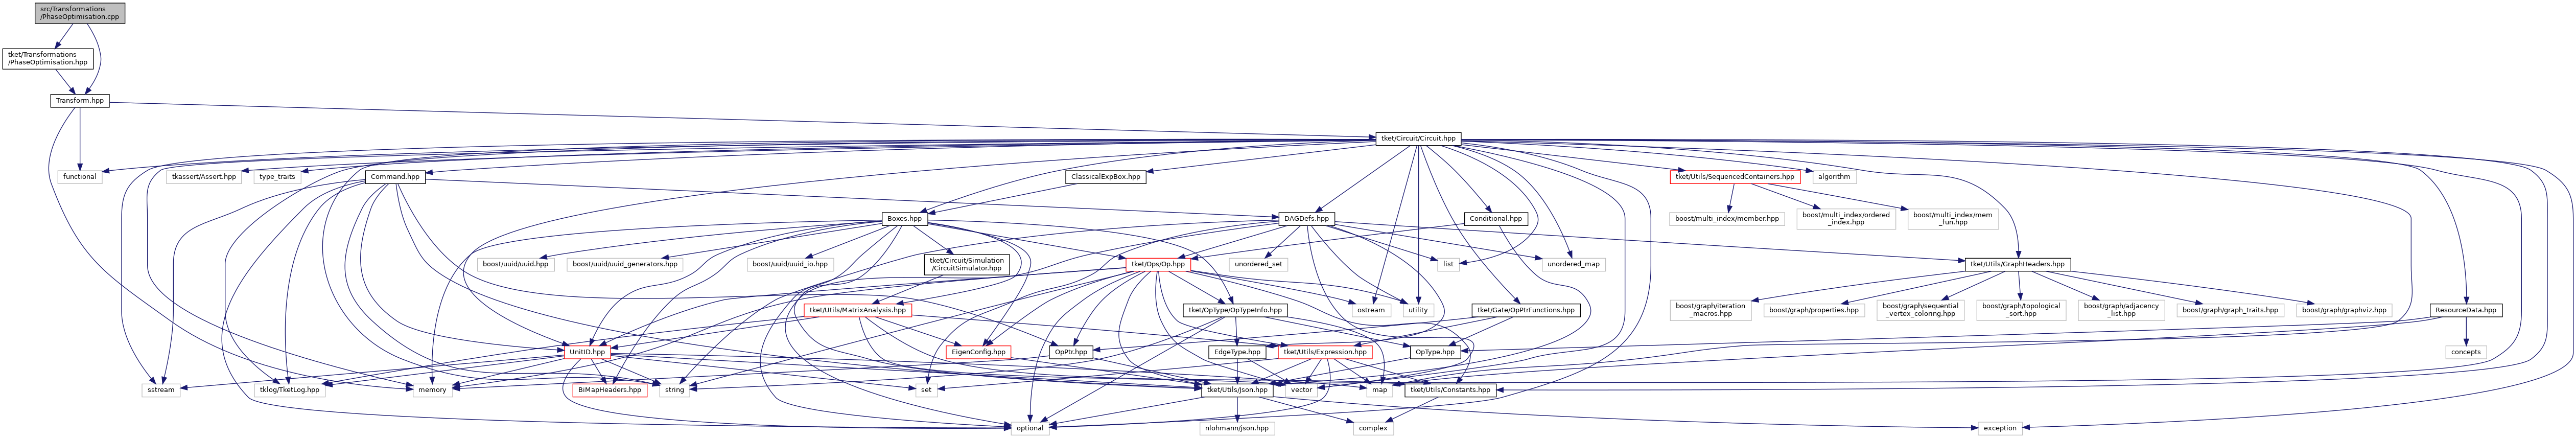 src/Transformations
/PhaseOptimisation.cpp
tket/Transformations
/PhaseOptimisation.hpp
Transform.hpp
tket/Circuit/Circuit.hpp
functional
tkassert/Assert.hpp
type_traits
Command.hpp
ClassicalExpBox.hpp
tket/Utils/SequencedContainers.hpp
algorithm
Boxes.hpp
DAGDefs.hpp
Conditional.hpp
boost/multi_index/member.hpp
boost/multi_index/ordered
_index.hpp
boost/multi_index/mem
_fun.hpp
boost/uuid/uuid.hpp
boost/uuid/uuid_generators.hpp
boost/uuid/uuid_io.hpp
tket/Circuit/Simulation
/CircuitSimulator.hpp
tket/Ops/Op.hpp
unordered_set
list
unordered_map
tket/Utils/GraphHeaders.hpp
tket/Utils/MatrixAnalysis.hpp
tket/OpType/OpTypeInfo.hpp
ostream
utility
tket/Gate/OpPtrFunctions.hpp
boost/graph/iteration
_macros.hpp
boost/graph/properties.hpp
boost/graph/sequential
_vertex_coloring.hpp
boost/graph/topological
_sort.hpp
boost/graph/adjacency
_list.hpp
boost/graph/graph_traits.hpp
boost/graph/graphviz.hpp
ResourceData.hpp
UnitID.hpp
EigenConfig.hpp
OpPtr.hpp
EdgeType.hpp
tket/Utils/Expression.hpp
OpType.hpp
concepts
sstream
tklog/TketLog.hpp
memory
BiMapHeaders.hpp
string
set
tket/Utils/Json.hpp
vector
map
tket/Utils/Constants.hpp
optional
nlohmann/json.hpp
complex
exception